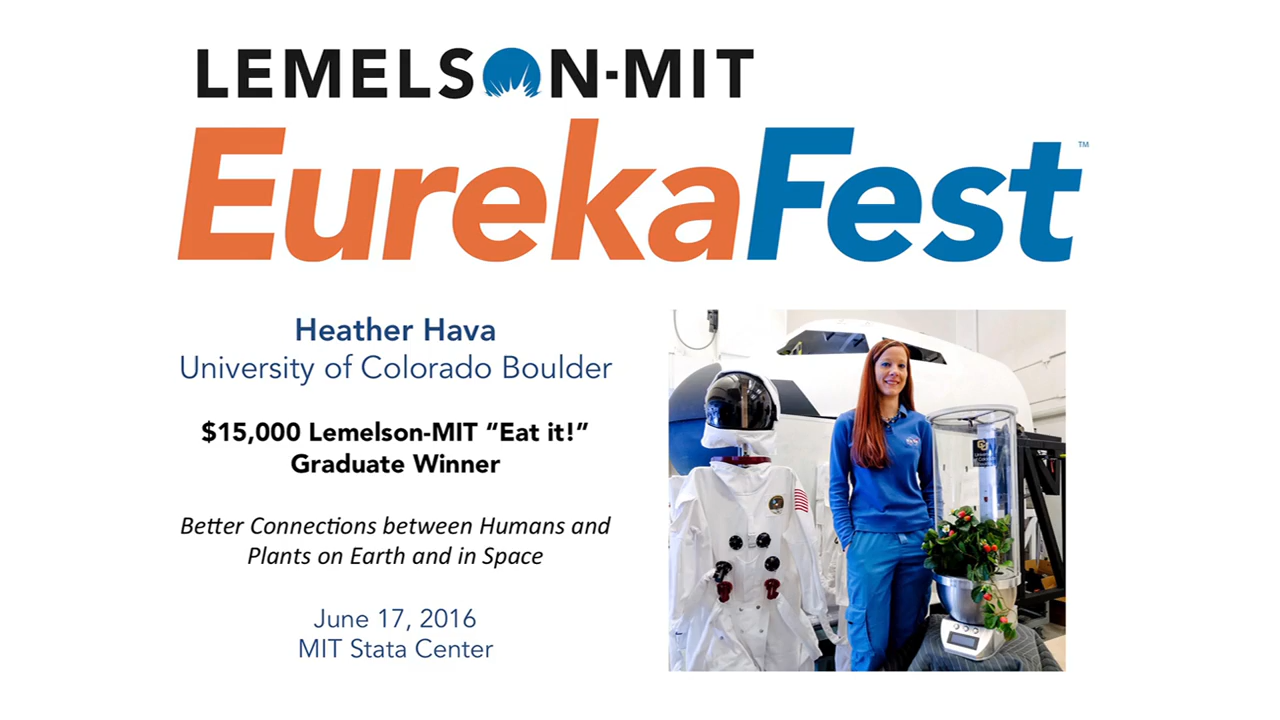 LEMELSON-MIT
EurekaFest™
Heather Hava
University of Colorado Boulder
$15,000 Lemelson-MIT “Eat it!”
Graduate Winner
Better Connections between Humans and
Plants on Earth and in Space
June 17, 2016
MIT Stata Center